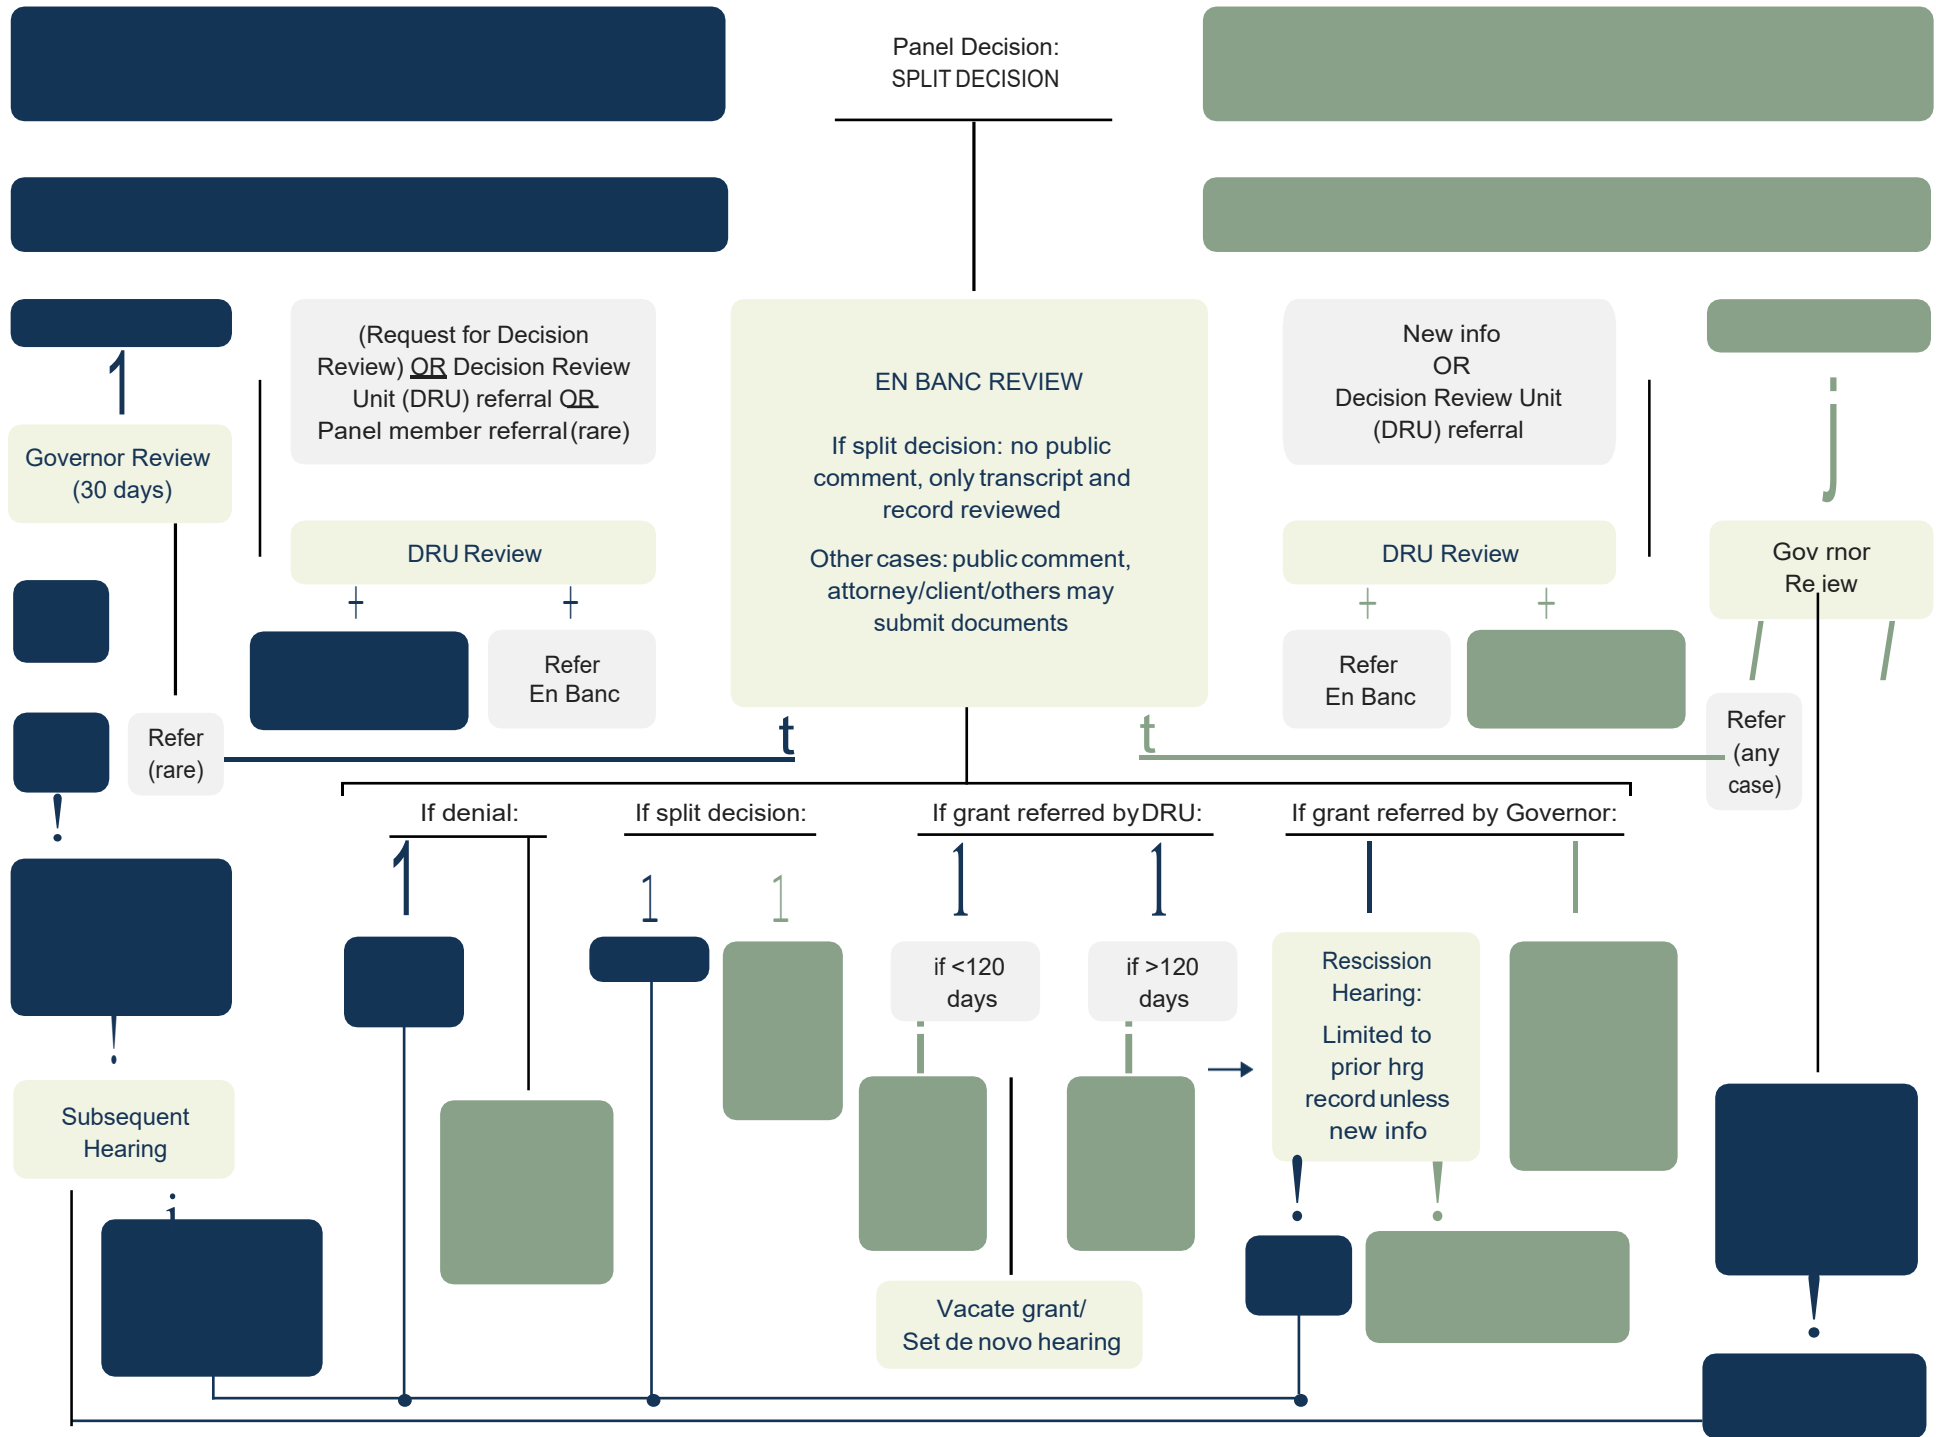 Panel Decision:
SPLIT DECISION
(Request for Decision
Review) OR Decision Review
Unit (DRU) referral OR
Panel member referral (rare)
EN BANC REVIEW
If split decision: no public
comment, only transcript and
record reviewed
Other cases: public comment,
attorney/client/others may
submit documents
New info
OR
Decision Review Unit
(DRU) referral
Governor Review
(30 days)
DRU Review
DRU Review
Gov rnor
Re iew
Refer
En Banc
Refer
En Banc
Refer
(rare)
Refer
(any
case)
If denial:
If split decision:
If grant referred by DRU:
If grant referred by Governor:
if <120
days
if >120
days
Rescission
Hearing:
Limited to
prior hrg
record unless
new info
Subsequent
Hearing
Vacate grant/
Set de novo hearing